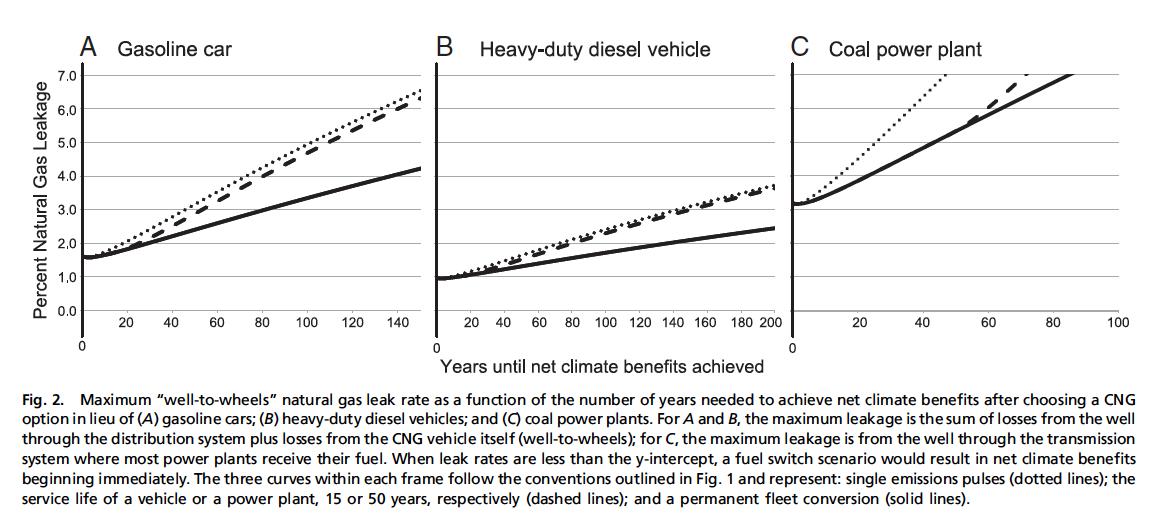 A Gasoline car
B Heavy-duty diesel vehicle
C Coal power plant
Percent Natural Gas Leakage
7.0
6.0
5.0
4.0
3.0
2.0
1.0
0.0
20 40 60 80 100 120 140
0
20 40 60 80 100 120 140 160 180 200
0
20 40 60 80 100
0
Years until net climate benefits achieved
Fig. 2. Maximum “well-to-wheels” natural gas leak rate as a function of the number of years needed to achieve net climate benefits after choosing a CNG
option in lieu of (A) gasoline cars; (B) heavy-duty diesel vehicles; and (C) coal power plants. For A and B, the maximum leakage is the sum of losses from the well
through the distribution system plus losses from the CNG vehicle itself (well-to-wheels); for C, the maximum leakage is from the well through the transmission
system where most power plants receive their fuel. When leak rates are less than the y-intercept, a fuel switch scenario would result in net climate benefits
beginning immediately. The three curves within each frame follow the conventions outlined in Fig. 1 and represent: single emissions pulses (dotted lines); the
service life of a vehicle or a power plant, 15 or 50 years, respectively (dashed lines); and a permanent fleet conversion (solid lines).